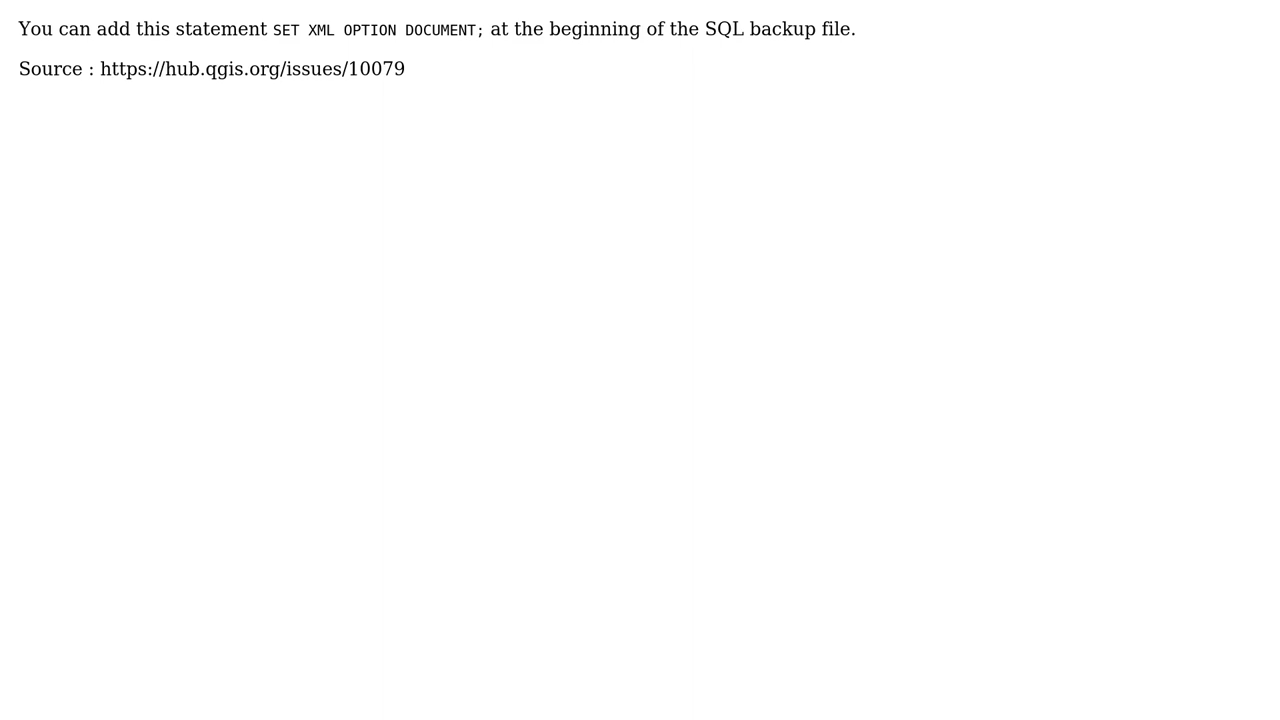 You can add this statement SET XML OPTION DOCUMENT; at the beginning of the SQL backup file.
Source : https://hub.qgis.org/issues/10079